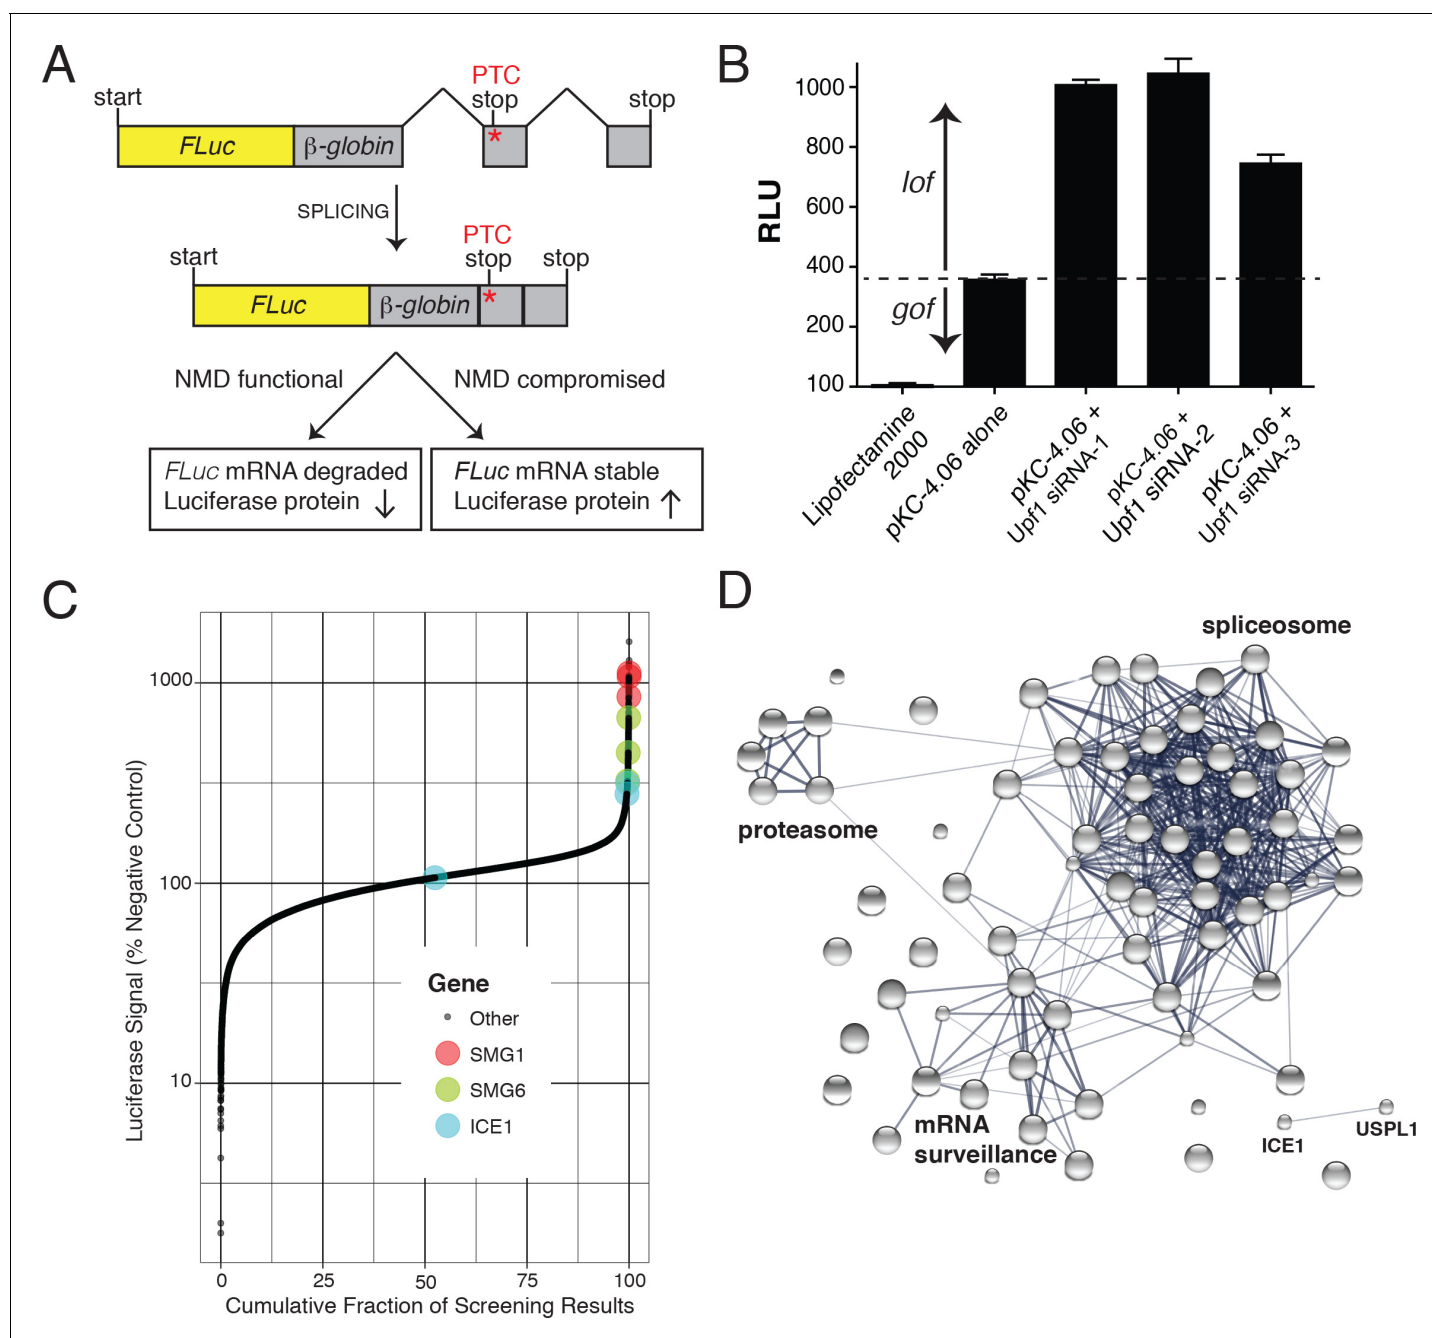 A
PTC
start
stop
stop
FLuc
β-globin
*
SPLICING
PTC
start
stop
stop
FLuc
β-globin
*
NMD functional
NMD compromised
FLuc mRNA degraded
Luciferase protein ↓
FLuc mRNA stable
Luciferase protein ↑
B
RLU
1000
800
600
400
200
100
lof
gof
Lipofectamine
2000
pKC-4.06 alone
pKC-4.06 +
Upf1 siRNA-1
pKC-4.06 +
Upf1 siRNA-2
pKC-4.06 +
Upf1 siRNA-3
C
Luciferase Signal (% Negative Control)
1000
100
10
Gene
Other
SMG1
SMG6
ICE1
0
25
50
75
100
Cumulative Fraction of Screening Results
D
spliceosome
proteasome
mRNA
surveillance
ICE1
USPL1